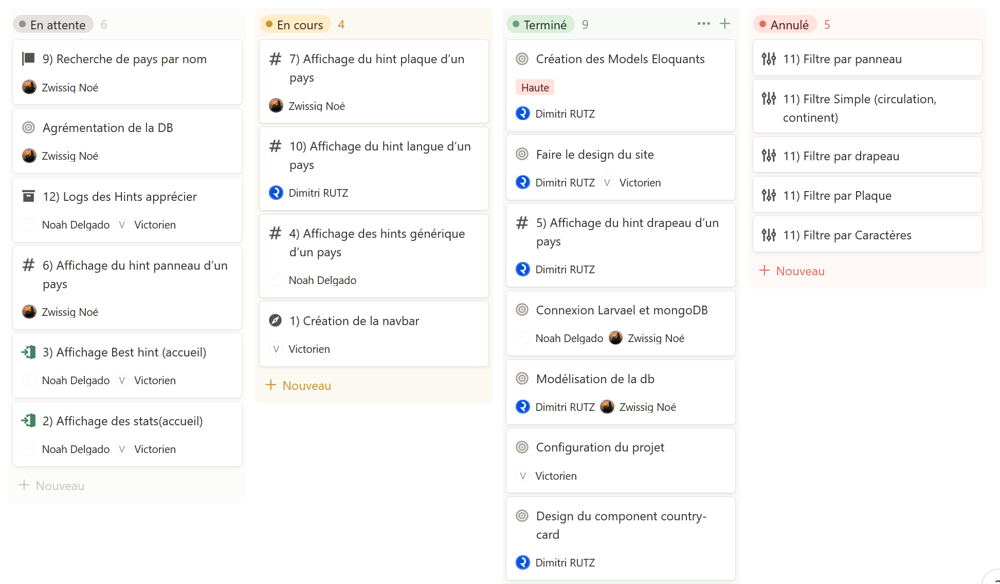 En attente 6
9) Recherche de pays par nom
Zwissig Noé
Agrémentation de la DB
Zwissig Noé
12) Logs des Hints apprécier
Noah Delgado V Victorien
6) Affichage du hint panneau d’un
pays
Zwissig Noé
3) Affichage Best hint (accueil)
Noah Delgado V Victorien
2) Affichage des stats(accueil)
Noah Delgado V Victorien
+ Nouveau
En cours 4
7) Affichage du hint plaque d’un
pays
Zwissig Noé
10) Affichage du hint langue d’un
pays
Dimitri RUTZ
4) Affichage des hints générique
d’un pays
Noah Delgado
1) Création de la navbar
V Victorien
+ Nouveau
Terminé 9
Création des Models Eloquants
Haute
Dimitri RUTZ
Faire le design du site
Dimitri RUTZ V Victorien
5) Affichage du hint drapeau d’un
pays
Dimitri RUTZ
Connexion Larvael et mongoDB
Noah Delgado Zwissig Noé
Modélisation de la db
Dimitri RUTZ Zwissig Noé
Configuration du projet
V Victorien
Design du component country-
card
Dimitri RUTZ
Annulé 5
11) Filtre par panneau
11) Filtre Simple (circulation,
continent)
11) Filtre par drapeau
11) Filtre par Plaque
11) Filtre par Caractères
+ Nouveau